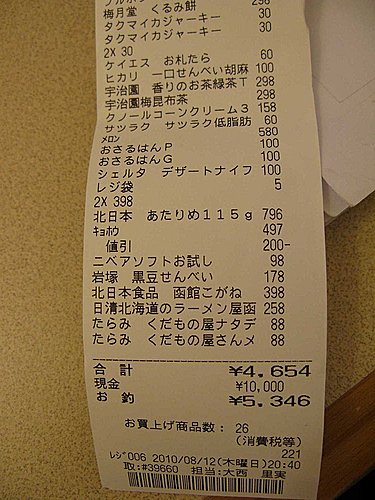 298
梅月堂 くるみ餅 30
タクマイカジャーキー 30
タクマイカジャーキー
2X 30
ケイエス お札たら 60
ヒカリ 一口せんべい胡麻 100
宇治園 香りのお茶緑茶T 298
宇治園梅昆布茶 298
クノールコーンクリーム3 158
サツラク サツラク低脂肪 60
ﾒﾛﾝ 580
おさるはんP 100
おさるはんG 100
シェルタ デザートナイフ 100
レジ袋 5
2X 398
北日本 あたりめ115g 796
ｷｮﾎｳ 497
値引 200-
ニベアソフトお試し 98
岩塚 黒豆せんべい 178
北日本食品 函館こがね 398
日清北海道のラーメン屋函 258
たらみ くだもの屋ナタデ 88
たらみ くだもの屋さんメ 88
合計 ¥4,654
現金 ¥10,000
お釣 ¥5,346
お買上げ商品数: 26
(消費税等)
221
ﾚｼﾞ006 2010/08/12(木曜日)20:40
取:#39660 担当:大西 里実